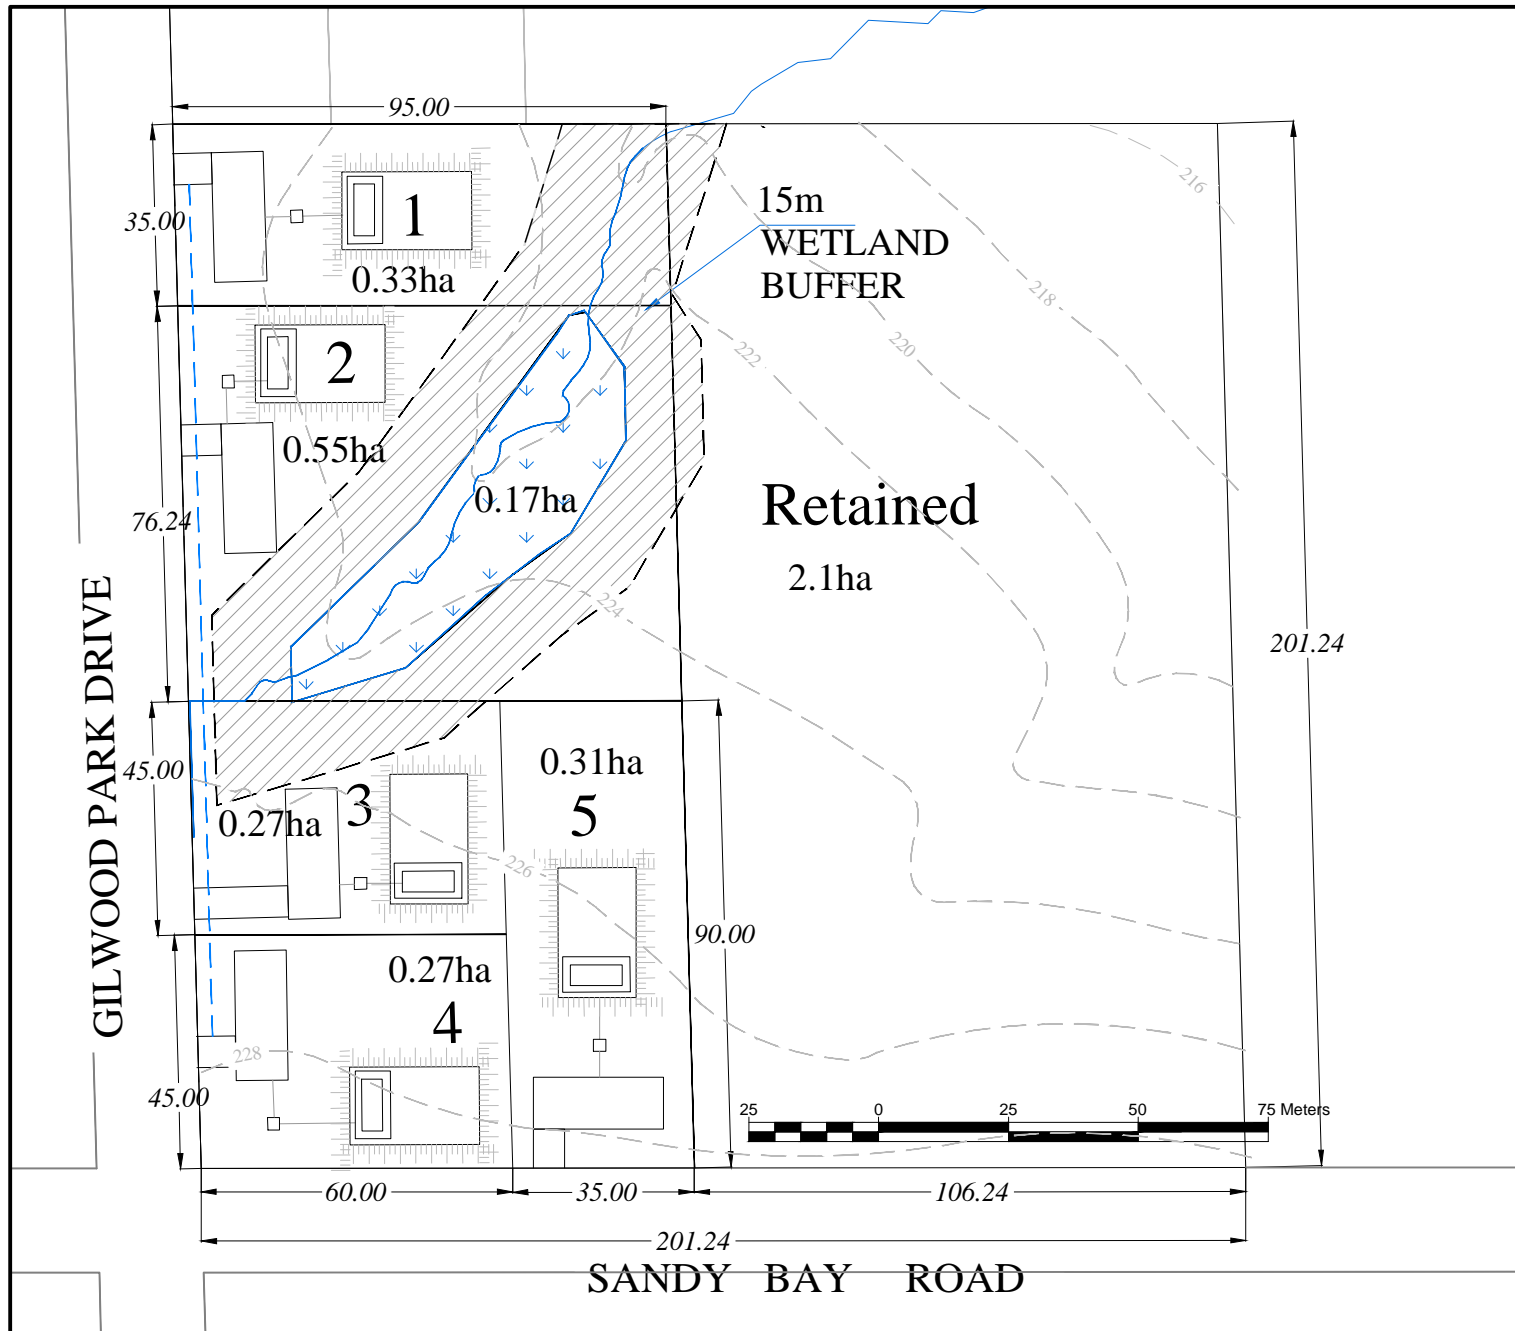 95.00
35.00
1
0.33ha
15m
WETLAND
BUFFER
216
218
220
222
2
0.55ha
76.24
0.17ha
Retained
2.1ha
224
201.24
GILWOOD PARK DRIVE
45.00
0.27ha
3
0.31ha
5
226
90.00
0.27ha
4
228
45.00
25 0 25 50 75 Meters
60.00
35.00
106.24
201.24
SANDY BAY ROAD